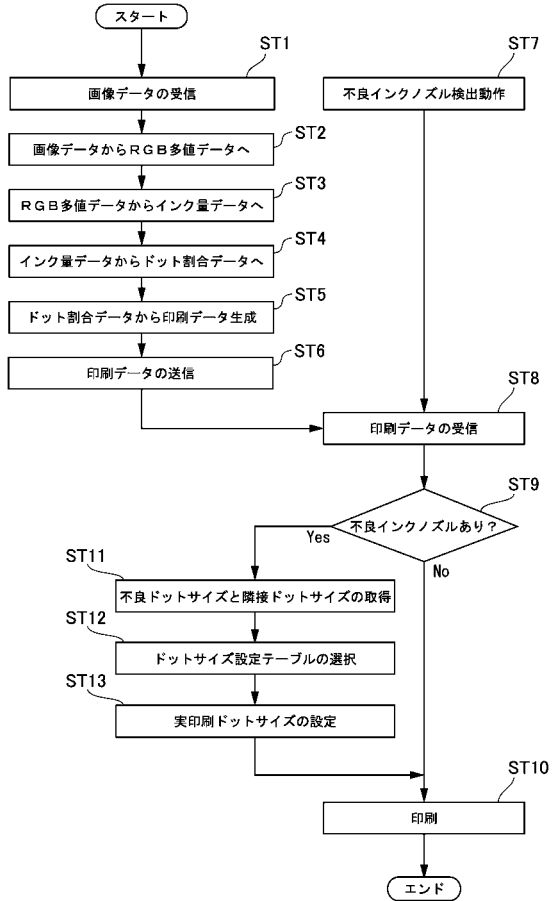 スタート
ST1
画像データの受信
ST7
不良インクノズル検出動作
ST2
画像データからRGB多値データへ
ST3
RGB多値データからインク量データへ
ST4
インク量データからドット割合データへ
ST5
ドット割合データから印刷データ生成
ST6
印刷データの送信
ST8
印刷データの受信
ST9
不良インクノズルあり？
Yes
No
ST11
不良ドットサイズと隣接ドットサイズの取得
ST12
ドットサイズ設定テーブルの選択
ST13
実印刷ドットサイズの設定
ST10
印刷
エンド